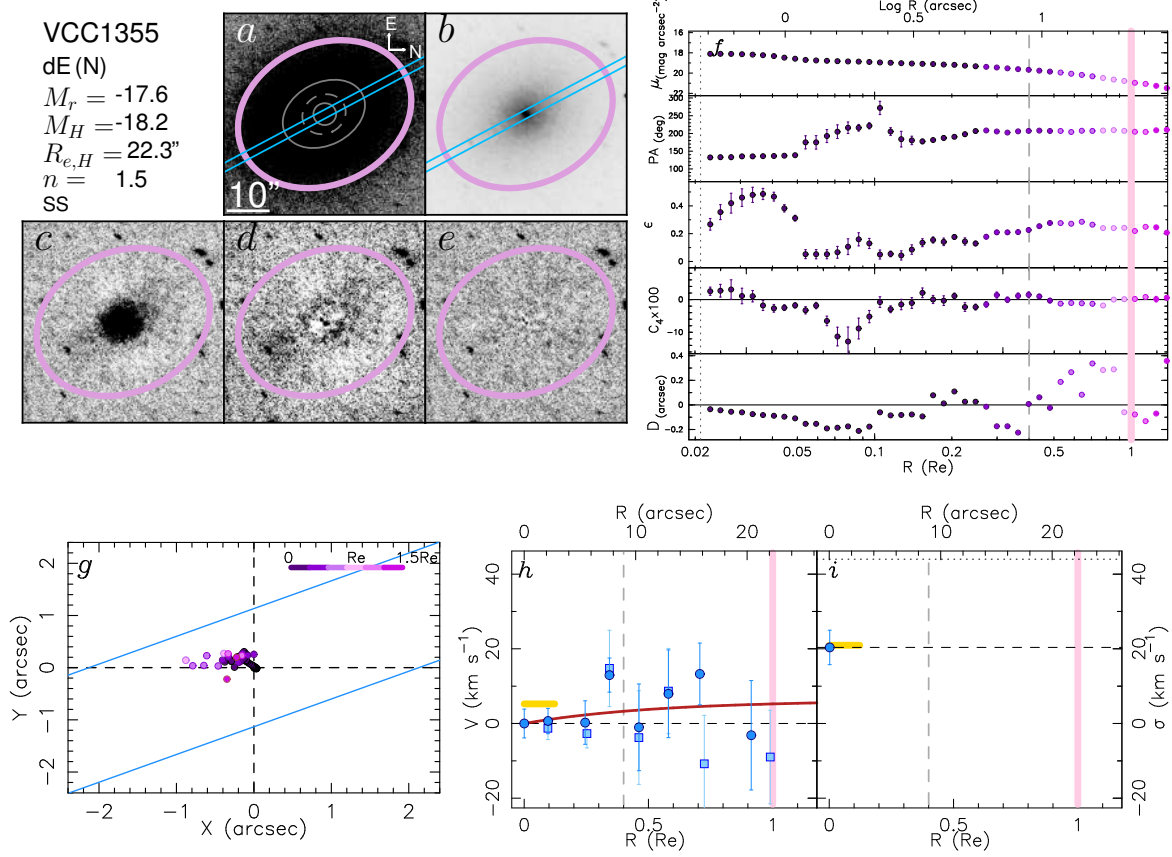 VCC1355
dE (N)
M_r = -17.6
M_H = -18.2
R_{e,H} = 22.3"
n = 1.5
SS
a
E
N
10"
b
c
d
e
Log R (arcsec)
0 0.5 1
f
μ(mag arcsec⁻²)
16
18
20
22
PA (deg)
300
250
200
150
100
ε
0.4
0.2
0
C₄x100
0
−10
D (arcsec)
0.4
0.2
0
−0.2
0.02 0.05 0.1 0.2 0.5 1
R (Re)
g
0 Re 1.5Re
Y (arcsec)
2
1
0
−1
−2
−2 −1 0 1 2
X (arcsec)
R (arcsec)
0 10 20
h
V (km s⁻¹)
40
20
0
−20
0 0.5 1
R (Re)
R (arcsec)
0 10 20
i
σ (km s⁻¹)
40
20
0
−20
0 0.5 1
R (Re)